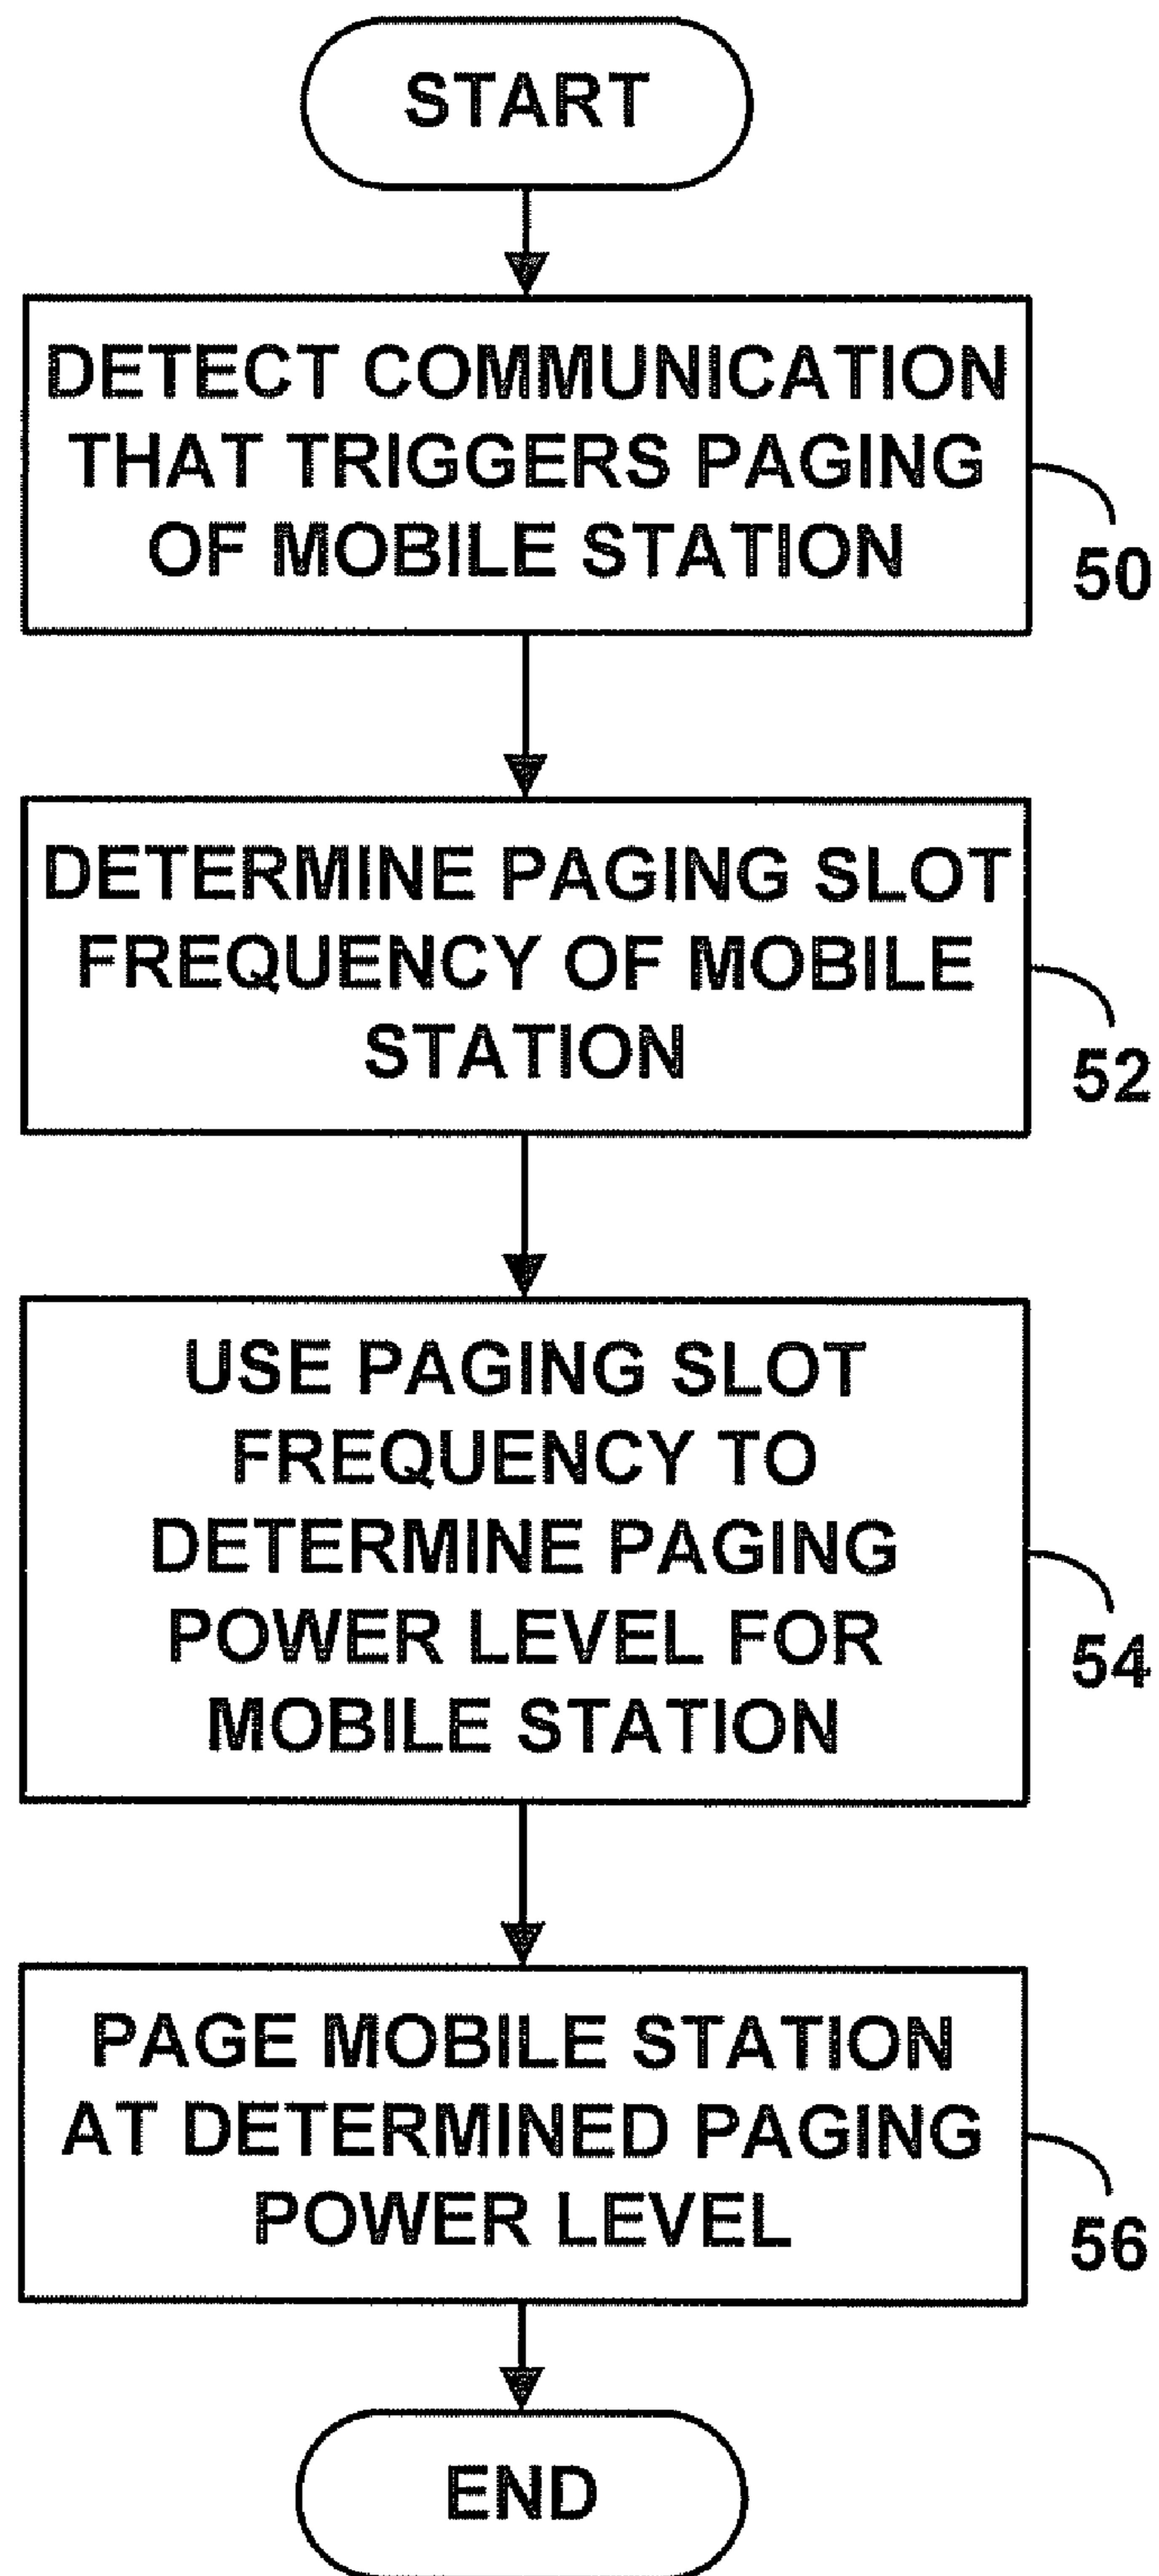 START
DETECT COMMUNICATION
THAT TRIGGERS PAGING
OF MOBILE STATION
50
DETERMINE PAGING SLOT
FREQUENCY OF MOBILE
STATION
52
USE PAGING SLOT
FREQUENCY TO
DETERMINE PAGING
POWER LEVEL FOR
MOBILE STATION
54
PAGE MOBILE STATION
AT DETERMINED PAGING
POWER LEVEL
56
END